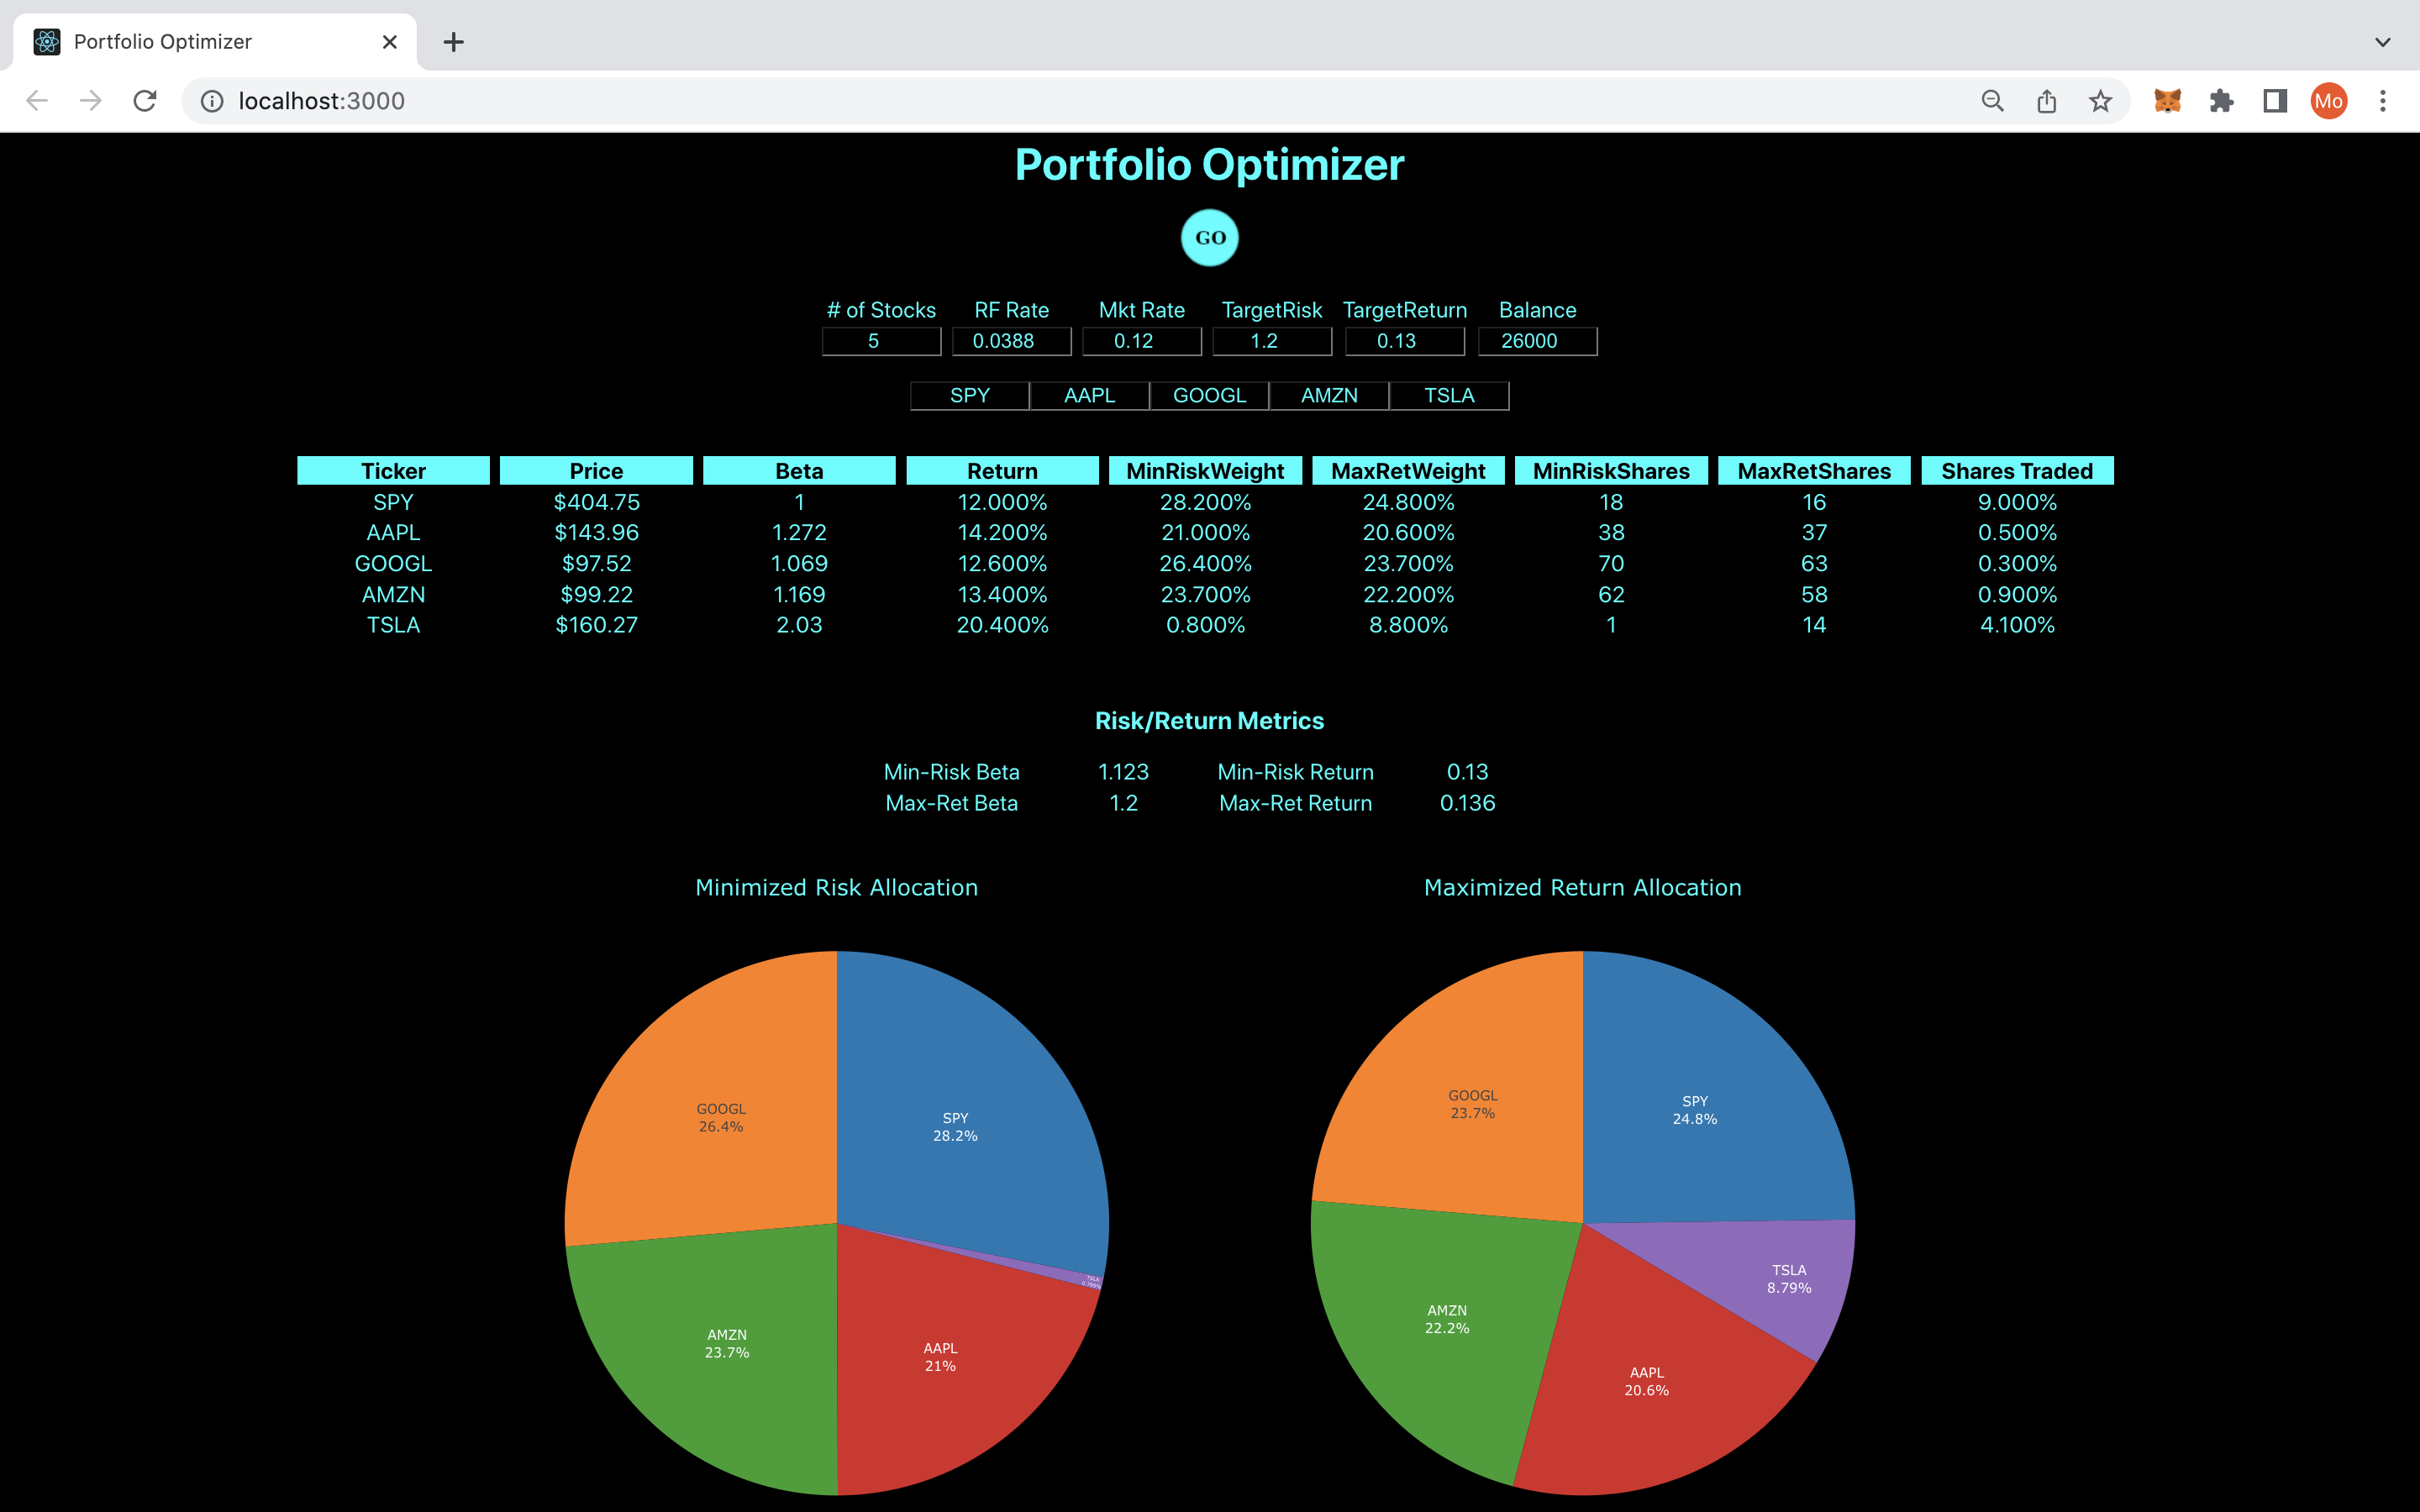 Portfolio Optimizer
localhost:3000
Mo
Portfolio Optimizer
GO
# of Stocks RF Rate Mkt Rate TargetRisk TargetReturn Balance
5 0.0388 0.12 1.2 0.13 26000
SPY AAPL GOOGL AMZN TSLA
Ticker Price Beta Return MinRiskWeight MaxRetWeight MinRiskShares MaxRetShares Shares Traded
SPY $404.75 1 12.000% 28.200% 24.800% 18 16 9.000%
AAPL $143.96 1.272 14.200% 21.000% 20.600% 38 37 0.500%
GOOGL $97.52 1.069 12.600% 26.400% 23.700% 70 63 0.300%
AMZN $99.22 1.169 13.400% 23.700% 22.200% 62 58 0.900%
TSLA $160.27 2.03 20.400% 0.800% 8.800% 1 14 4.100%
Risk/Return Metrics
Min-Risk Beta 1.123 Min-Risk Return 0.13
Max-Ret Beta 1.2 Max-Ret Return 0.136
Minimized Risk Allocation
GOOGL
26.4%
SPY
28.2%
TSLA
AMZN
23.7%
AAPL
21%
Maximized Return Allocation
GOOGL
23.7%
SPY
24.8%
TSLA
8.79%
AMZN
22.2%
AAPL
20.6%